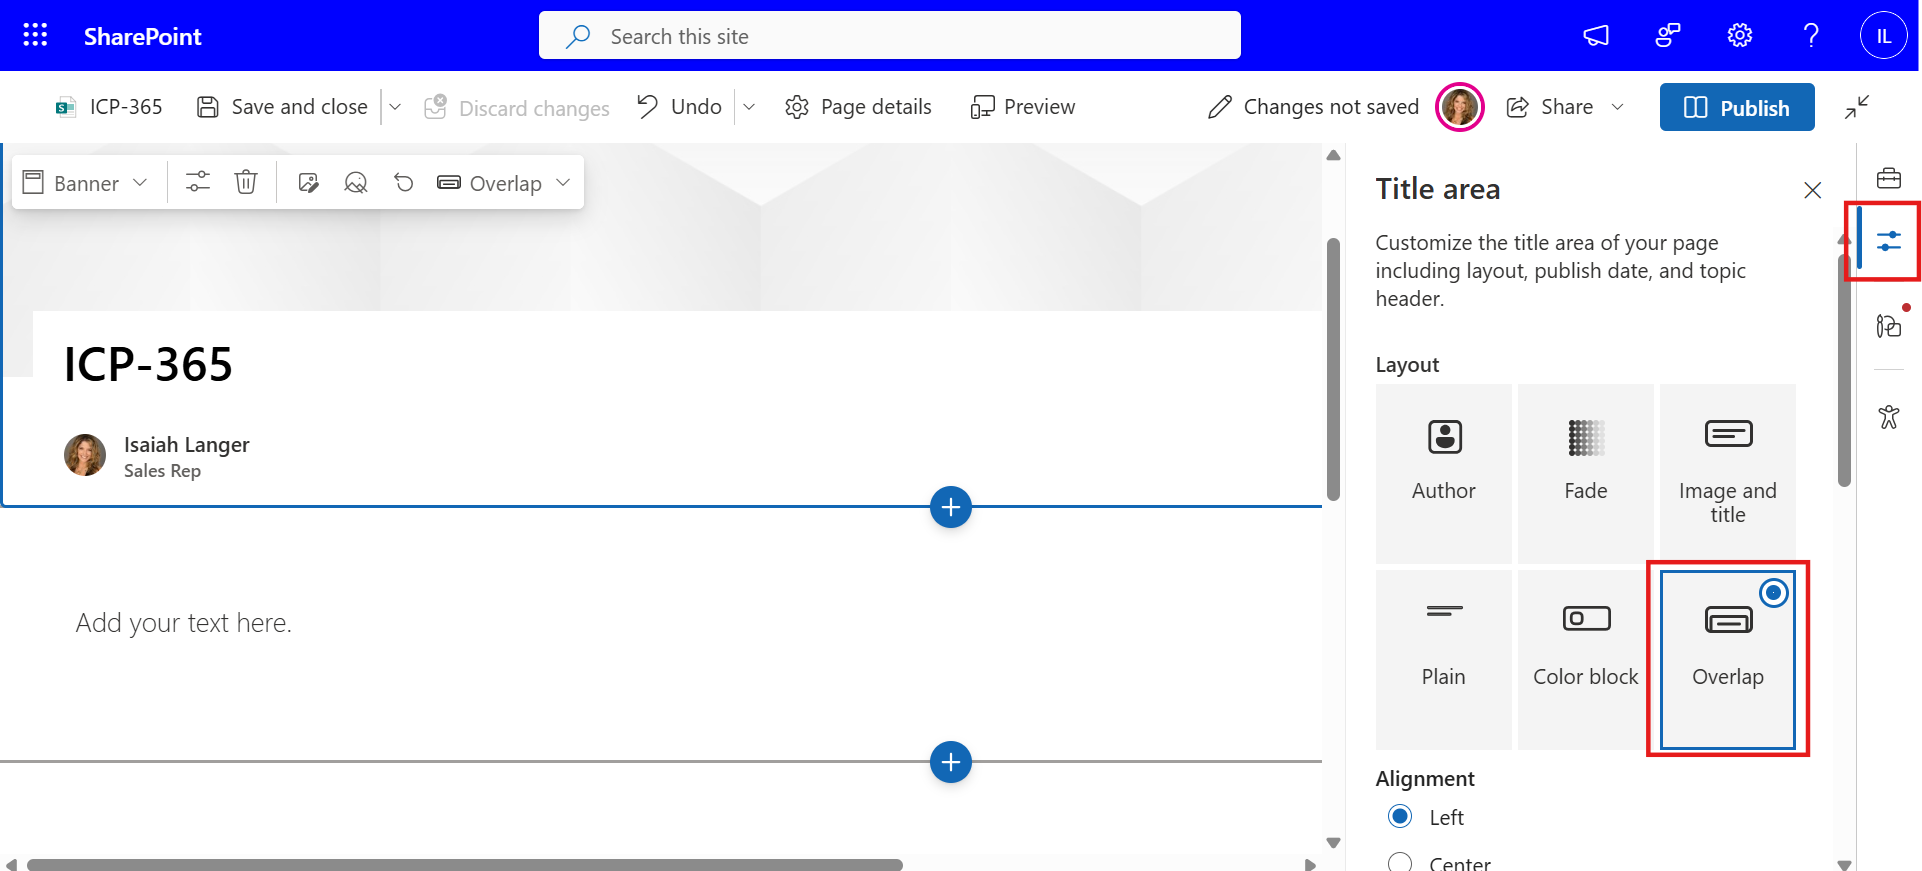 SharePoint
Search this site
IL
ICP-365
Save and close
Discard changes
Undo
Page details
Preview
Changes not saved
Share
Publish
Banner
Overlap
ICP-365
Isaiah Langer
Sales Rep
Add your text here.
Title area
Customize the title area of your page
including layout, publish date, and topic
header.
Layout
Author
Fade
Image and
title
Plain
Color block
Overlap
Alignment
Left
Center